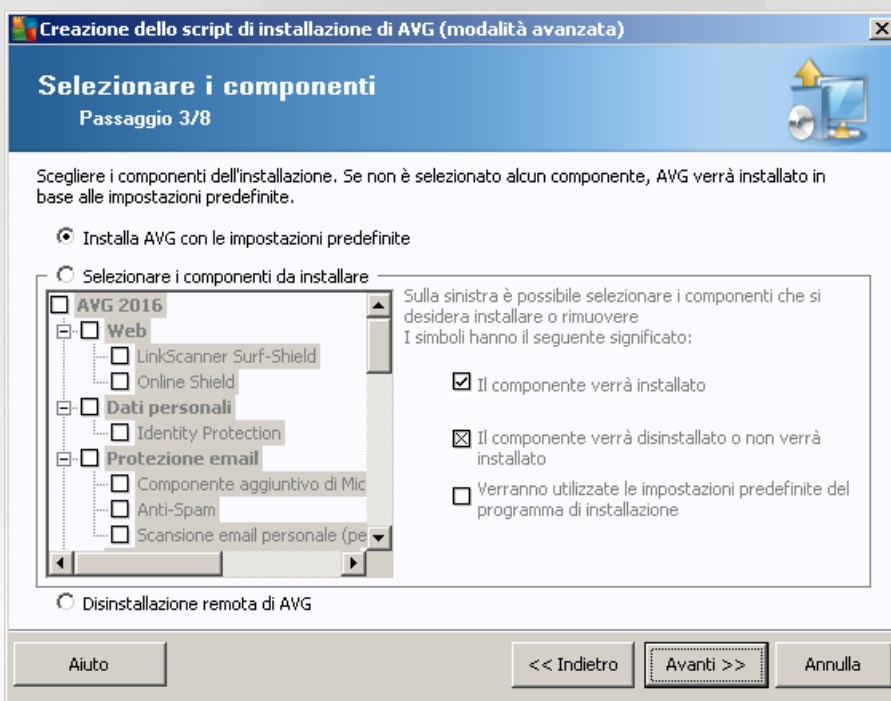 Creazione dello script di installazione di AVG (modalità avanzata)
Selezionare i componenti
Passaggio 3/8
Scegliere i componenti dell'installazione. Se non è selezionato alcun componente, AVG verrà installato in
base alle impostazioni predefinite.
Installa AVG con le impostazioni predefinite
Selezionare i componenti da installare
AVG 2016
Web
LinkScanner Surf-Shield
Online Shield
Dati personali
Identity Protection
Protezione email
Componente aggiuntivo di Mic
Anti-Spam
Scansione email personale (pe
Sulla sinistra è possibile selezionare i componenti che si
desidera installare o rimuovere
I simboli hanno il seguente significato:
Il componente verrà installato
Il componente verrà disinstallato o non verrà
installato
Verranno utilizzate le impostazioni predefinite del
programma di installazione
Disinstallazione remota di AVG
Aiuto
<< Indietro
Avanti >>
Annulla